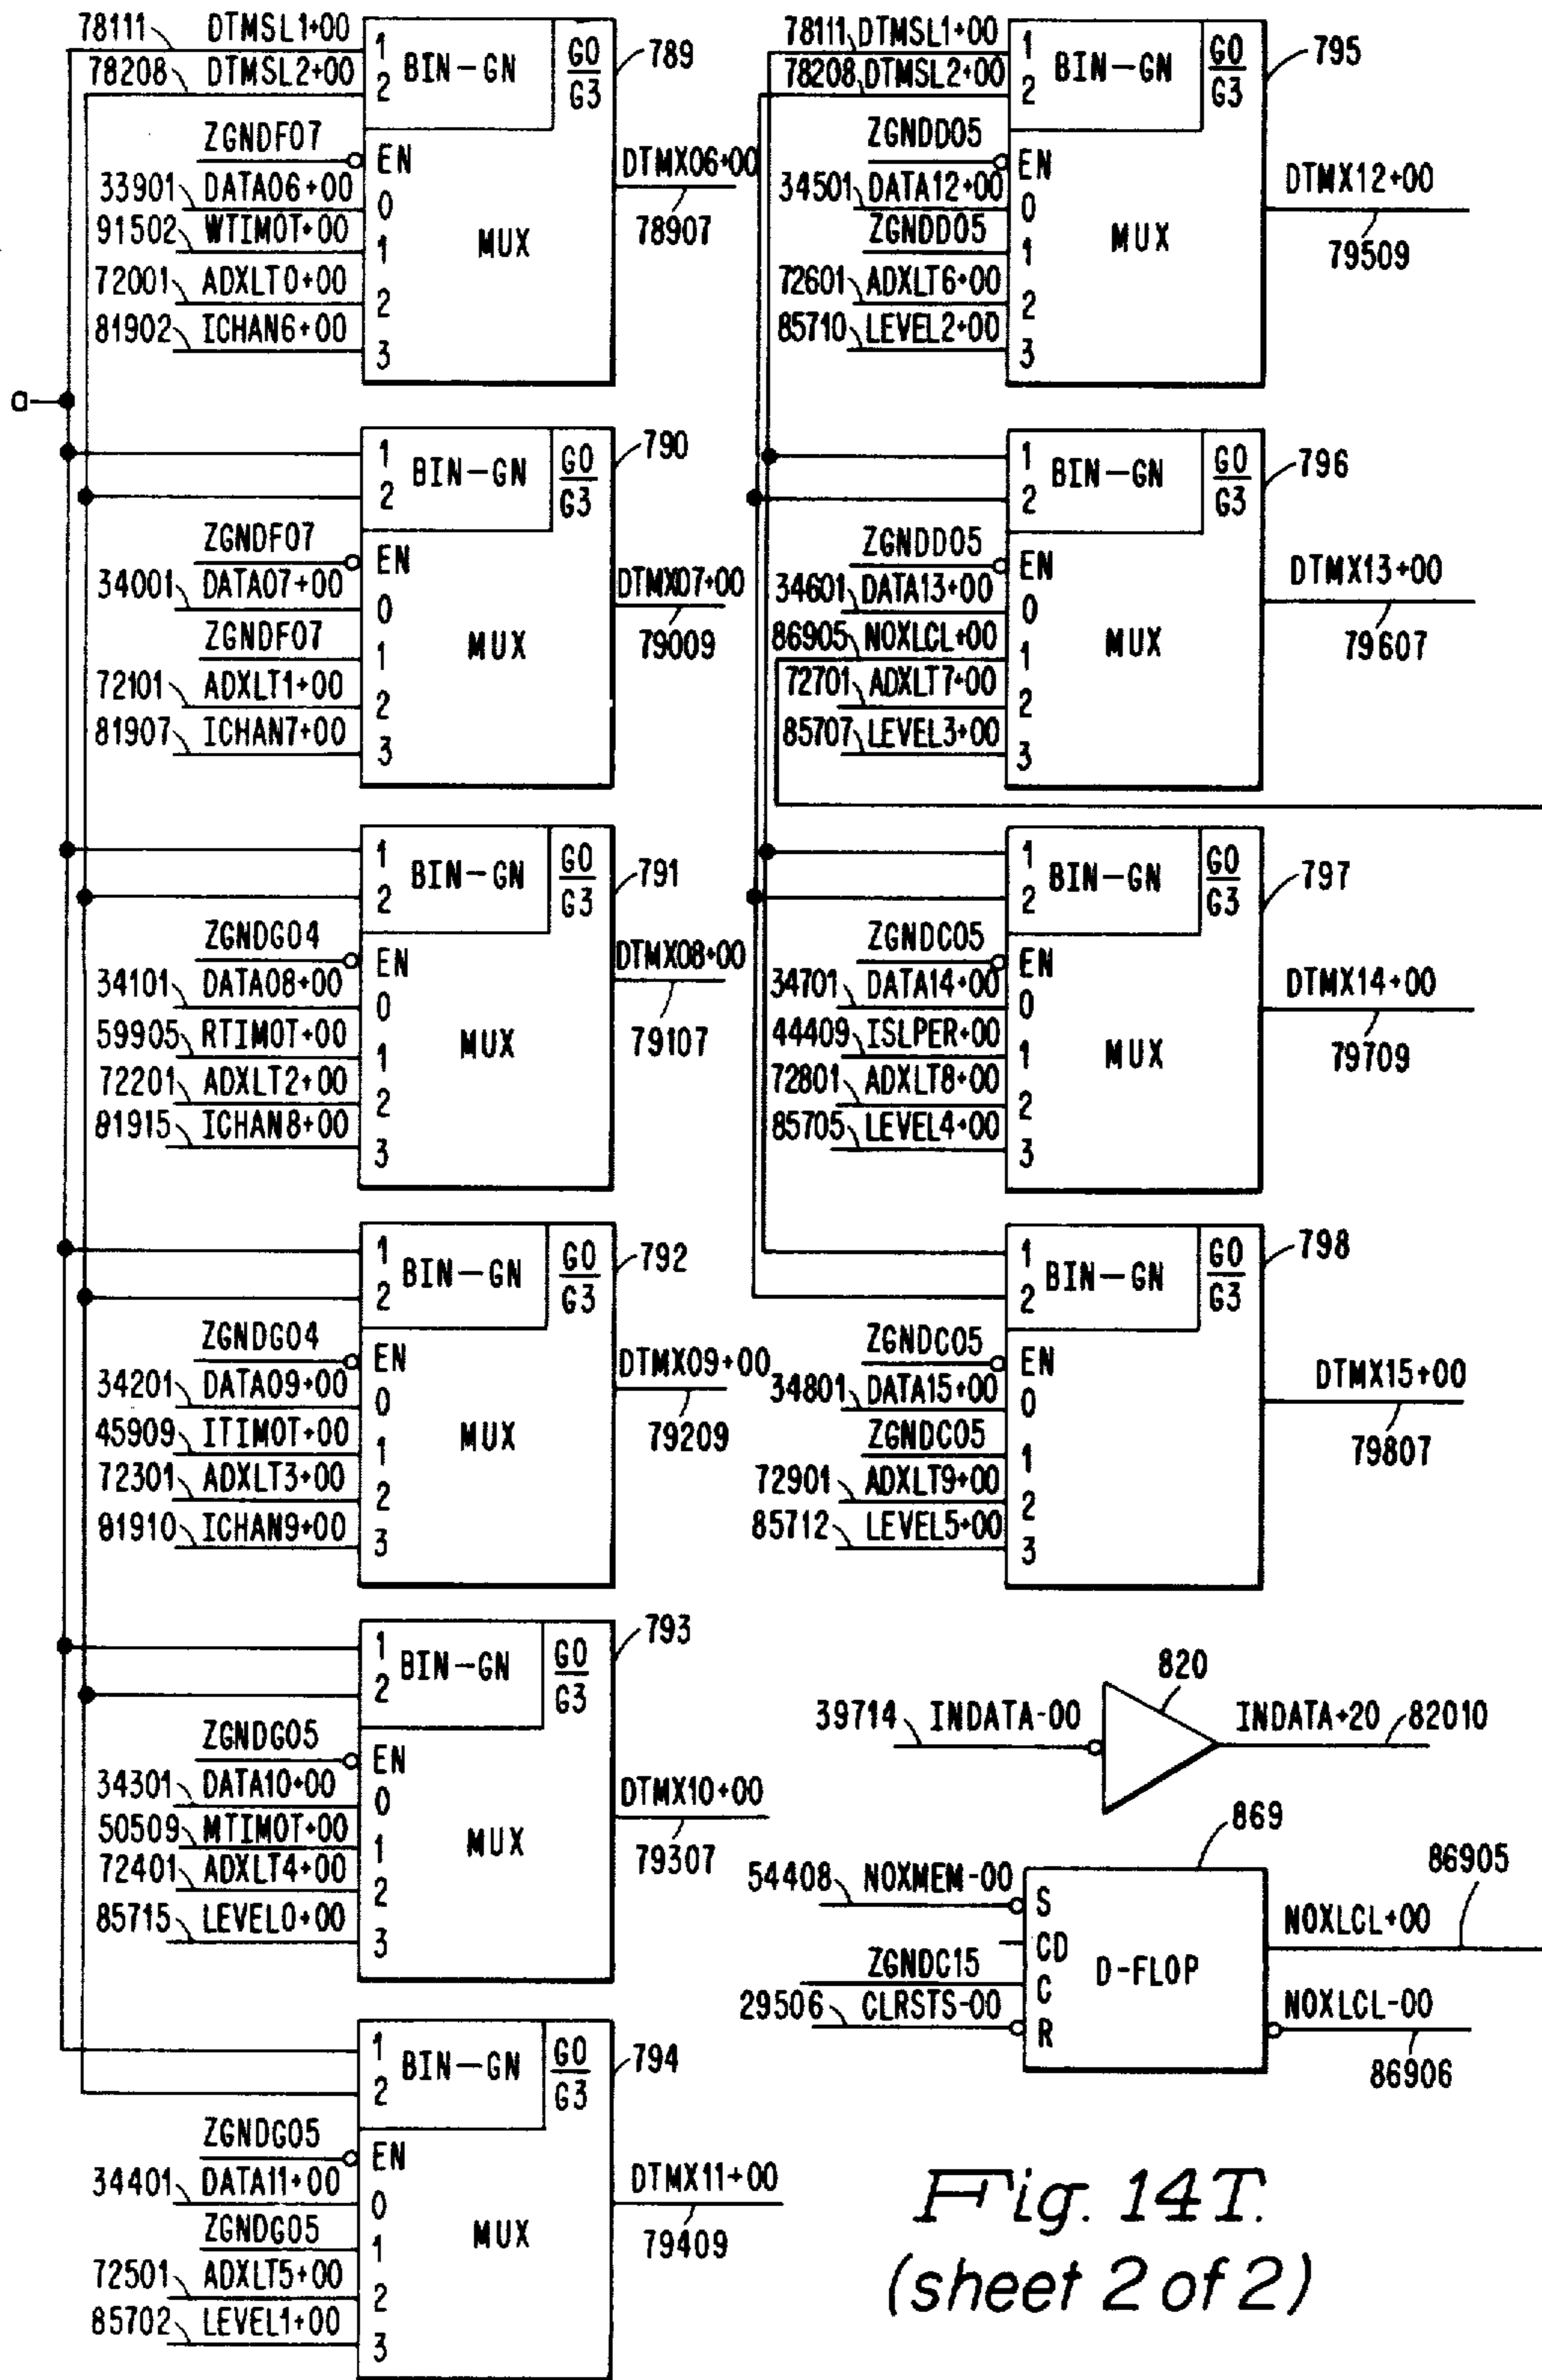 78111 DTMSL1+00
78208 DTMSL2+00
1
2
BIN-GN
G0
G3
789
ZGNDF07
EN
33901 DATA06+00
0
91502 WTIMOT+00
1
72001 ADXLT0+00
2
81902 ICHAN6+00
3
MUX
DTMX06+00
78907
a
1
2
BIN-GN
G0
G3
790
ZGNDF07
EN
34001 DATA07+00
0
ZGNDF07
1
72101 ADXLT1+00
2
81907 ICHAN7+00
3
MUX
DTMX07+00
79009
1
2
BIN-GN
G0
G3
791
ZGNDG04
EN
34101 DATA08+00
0
59905 RTIMOT+00
1
72201 ADXLT2+00
2
81915 ICHAN8+00
3
MUX
DTMX08+00
79107
1
2
BIN-GN
G0
G3
792
ZGNDG04
EN
34201 DATA09+00
0
45909 ITIMOT+00
1
72301 ADXLT3+00
2
81910 ICHAN9+00
3
MUX
DTMX09+00
79209
1
2
BIN-GN
G0
G3
793
ZGNDG05
EN
34301 DATA10+00
0
50509 MTIMOT+00
1
72401 ADXLT4+00
2
85715 LEVEL0+00
3
MUX
DTMX10+00
79307
1
2
BIN-GN
G0
G3
794
ZGNDG05
EN
34401 DATA11+00
0
ZGNDG05
1
72501 ADXLT5+00
2
85702 LEVEL1+00
3
MUX
DTMX11+00
79409
78111 DTMSL1+00
78208 DTMSL2+00
1
2
BIN-GN
G0
G3
795
ZGNDD05
EN
34501 DATA12+00
0
ZGNDD05
1
72601 ADXLT6+00
2
85710 LEVEL2+00
3
MUX
DTMX12+00
79509
1
2
BIN-GN
G0
G3
796
ZGNDD05
EN
34601 DATA13+00
0
86905 NOXLCL+00
1
72701 ADXLT7+00
2
85707 LEVEL3+00
3
MUX
DTMX13+00
79607
1
2
BIN-GN
G0
G3
797
ZGNDC05
EN
34701 DATA14+00
0
44409 ISLPER+00
1
72801 ADXLT8+00
2
85705 LEVEL4+00
3
MUX
DTMX14+00
79709
1
2
BIN-GN
G0
G3
798
ZGNDC05
EN
34801 DATA15+00
0
ZGNDC05
1
72901 ADXLT9+00
2
85712 LEVEL5+00
3
DTMX15+00
79807
820
39714 INDATA-00
INDATA+20 82010
869
54408 NOXMEM-00
S
CD
ZGNDC15
C
29506 CLRSTS-00
R
D-FLOP
NOXLCL+00
86905
NOXLCL-00
86906
Fig. 14T.
(sheet 2 of 2)